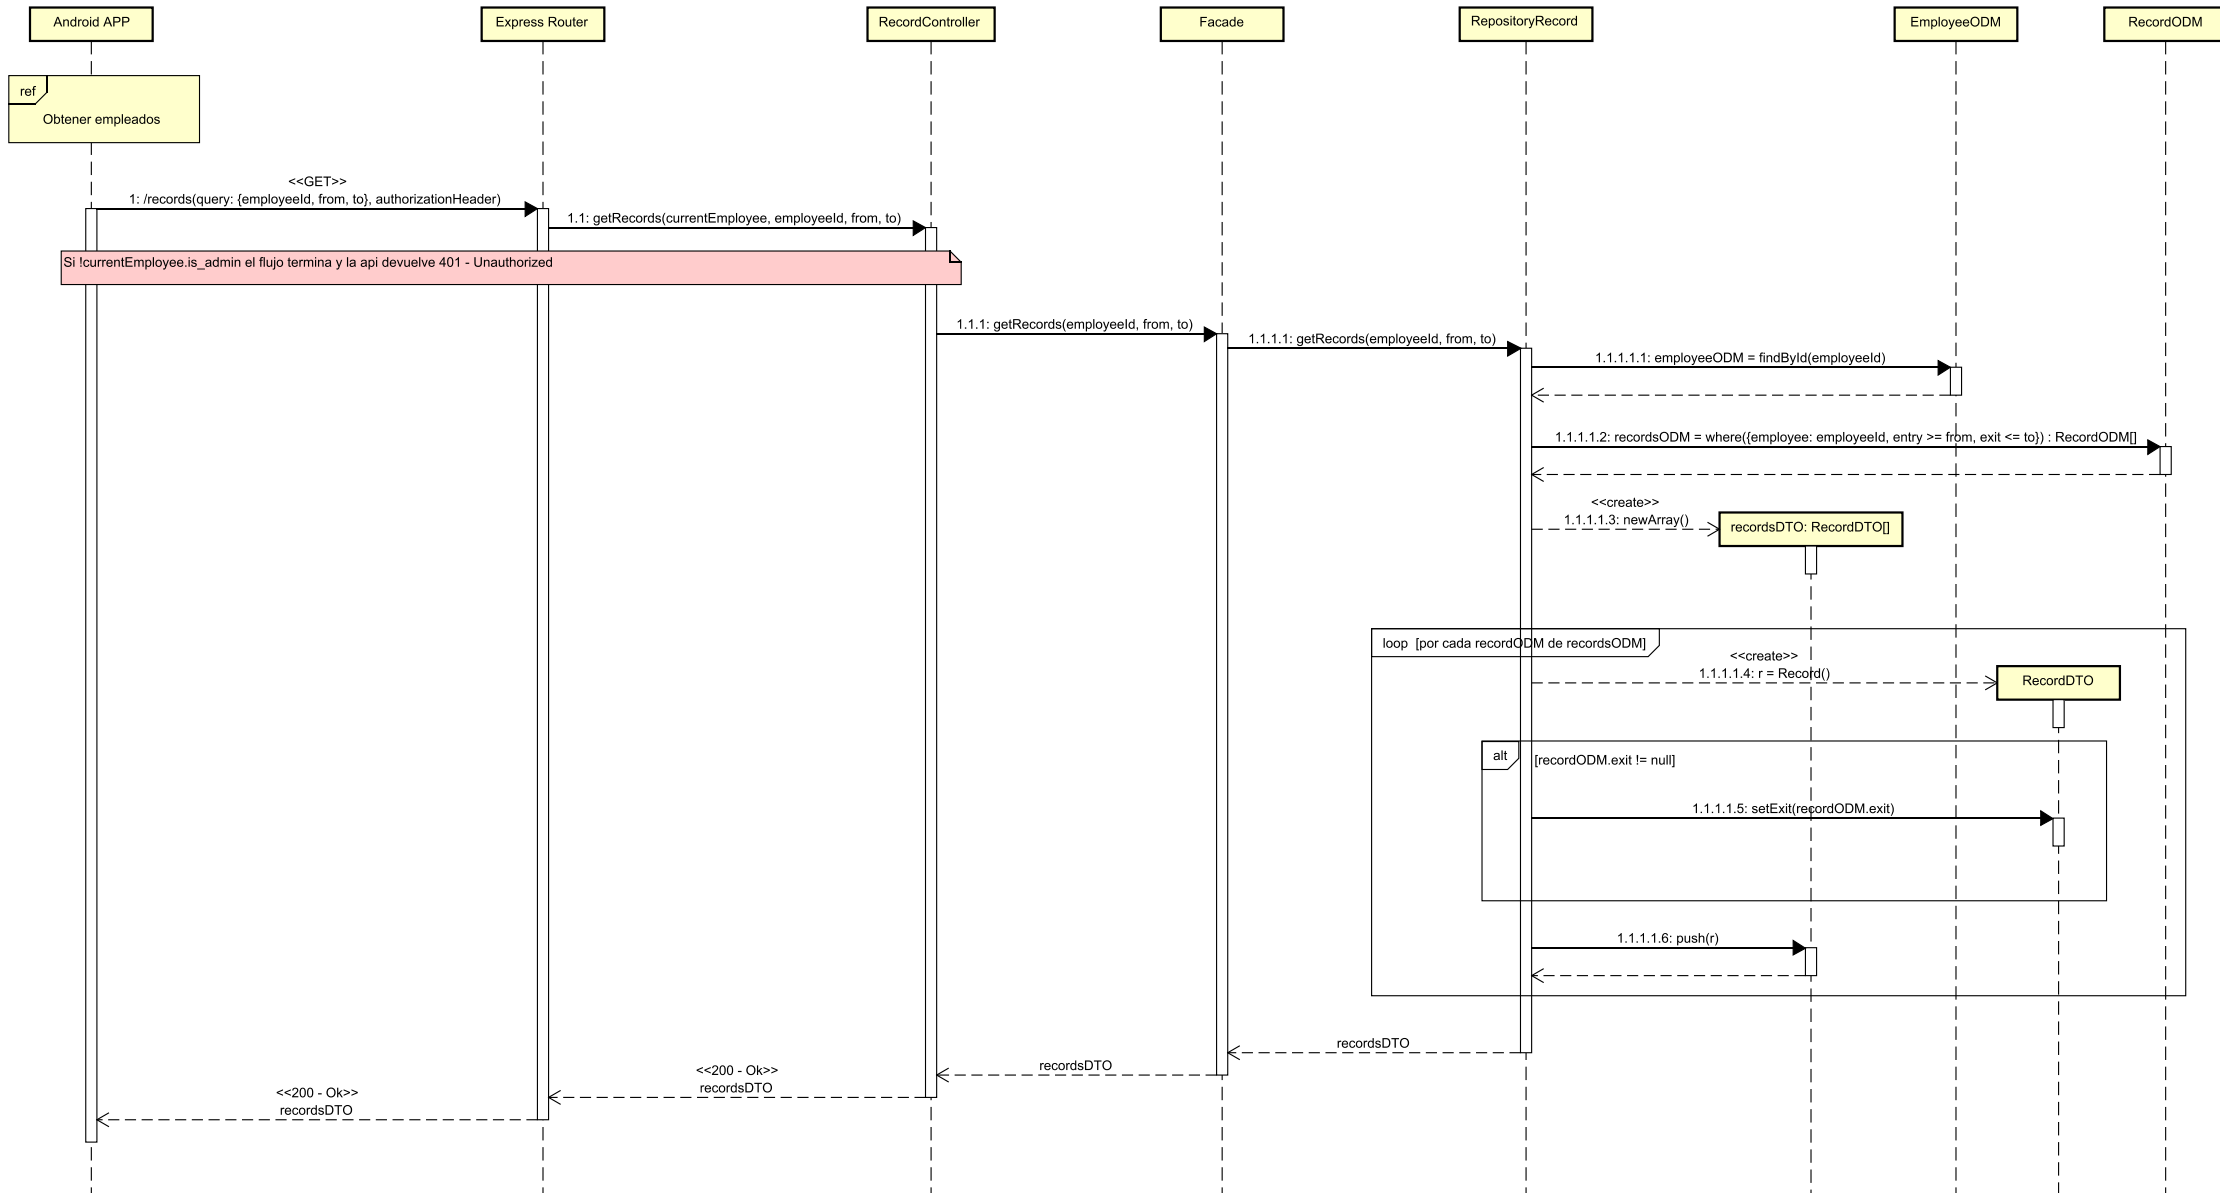 Android APP
Express Router
RecordController
Facade
RepositoryRecord
EmployeeODM
RecordODM
ref
Obtener empleados
<<GET>>
1: /records(query: {employeeId, from, to}, authorizationHeader)
1.1: getRecords(currentEmployee, employeeId, from, to)
Si !currentEmployee.is_admin el flujo termina y la api devuelve 401 - Unauthorized
1.1.1: getRecords(employeeId, from, to)
1.1.1.1: getRecords(employeeId, from, to)
1.1.1.1.1: employeeODM = findById(employeeId)
1.1.1.1.2: recordsODM = where({employee: employeeId, entry >= from, exit <= to}) : RecordODM[]
<<create>>
1.1.1.1.3: newArray()
recordsDTO: RecordDTO[]
loop [por cada recordODM de recordsODM]
<<create>>
1.1.1.1.4: r = Record()
RecordDTO
alt
[recordODM.exit != null]
1.1.1.1.5: setExit(recordODM.exit)
1.1.1.1.6: push(r)
recordsDTO
recordsDTO
<<200 - Ok>>
recordsDTO
<<200 - Ok>>
recordsDTO